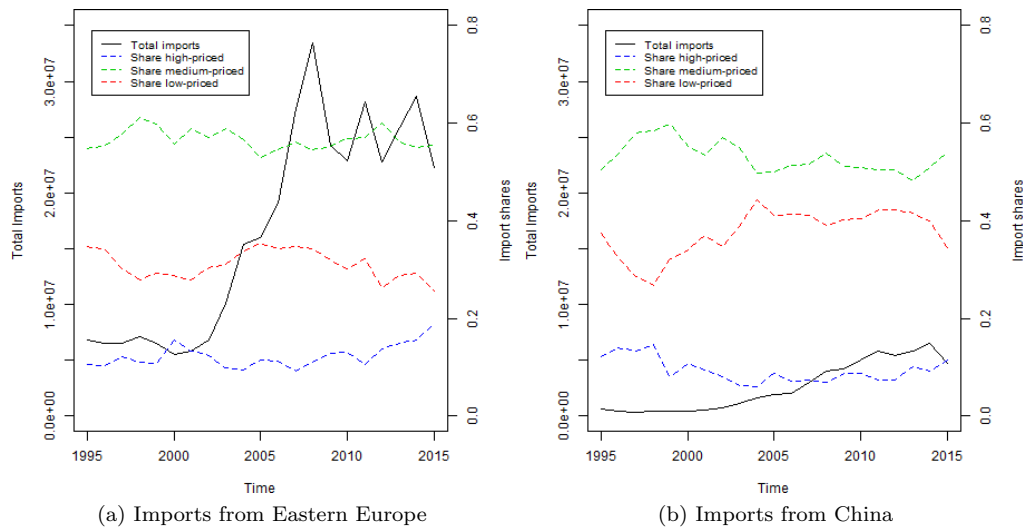 Total imports
Share high-priced
Share medium-priced
Share low-priced
Total Imports
0.0e+00
1.0e+07
2.0e+07
3.0e+07
Import shares
0.0
0.2
0.4
0.6
0.8
1995
2000
2005
2010
2015
Time
(a) Imports from Eastern Europe
Total imports
Share high-priced
Share medium-priced
Share low-priced
Total Imports
0.0e+00
1.0e+07
2.0e+07
3.0e+07
Import shares
0.0
0.2
0.4
0.6
0.8
1995
2000
2005
2010
2015
Time
(b) Imports from China